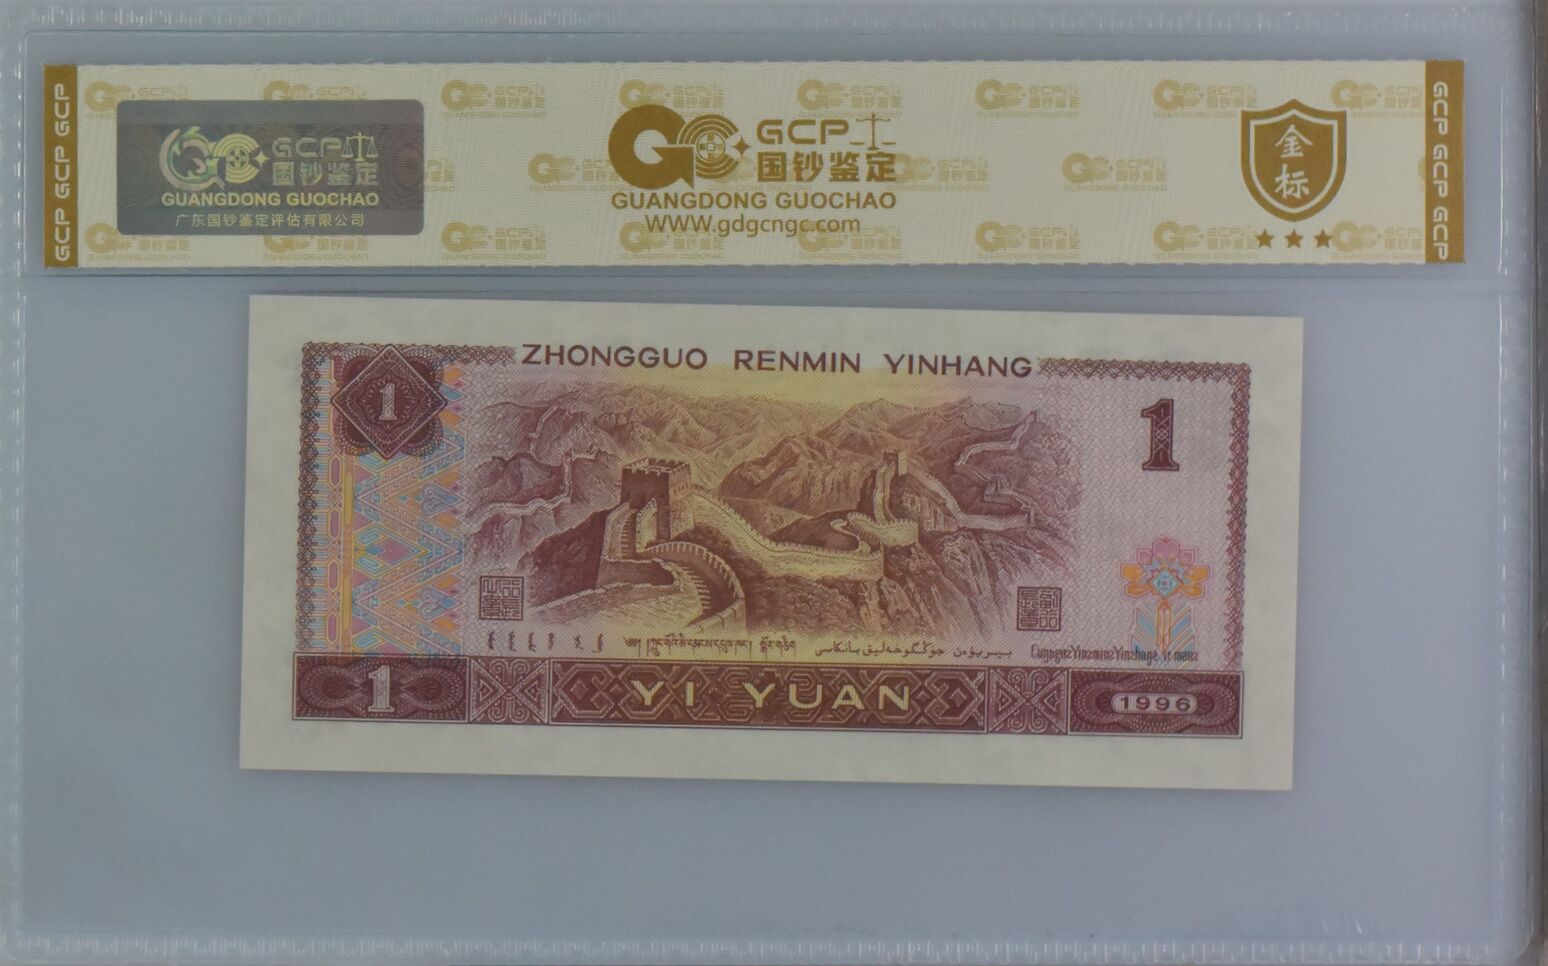 GCP GCP GCP
GCP
国钞鉴定
GUANGDONG GUOCHAO
广东国钞鉴定评估有限公司
GCP
国钞鉴定
GUANGDONG GUOCHAO
WWW.gdgcngc.com
金标
GCP GCP GCP
ZHONGGUO RENMIN YINHANG
1
1
1
YI YUAN
1996